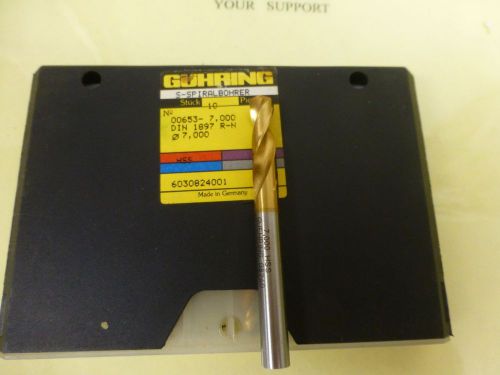 YOUR SUPPORT
GÜHRING
S-SPIRALBOHRER
Stück 10
Nº
00653- 7,000
DIN 1897 R-N
Ø 7,000
HSS
6030824001
Made in Germany
7,000 HSS